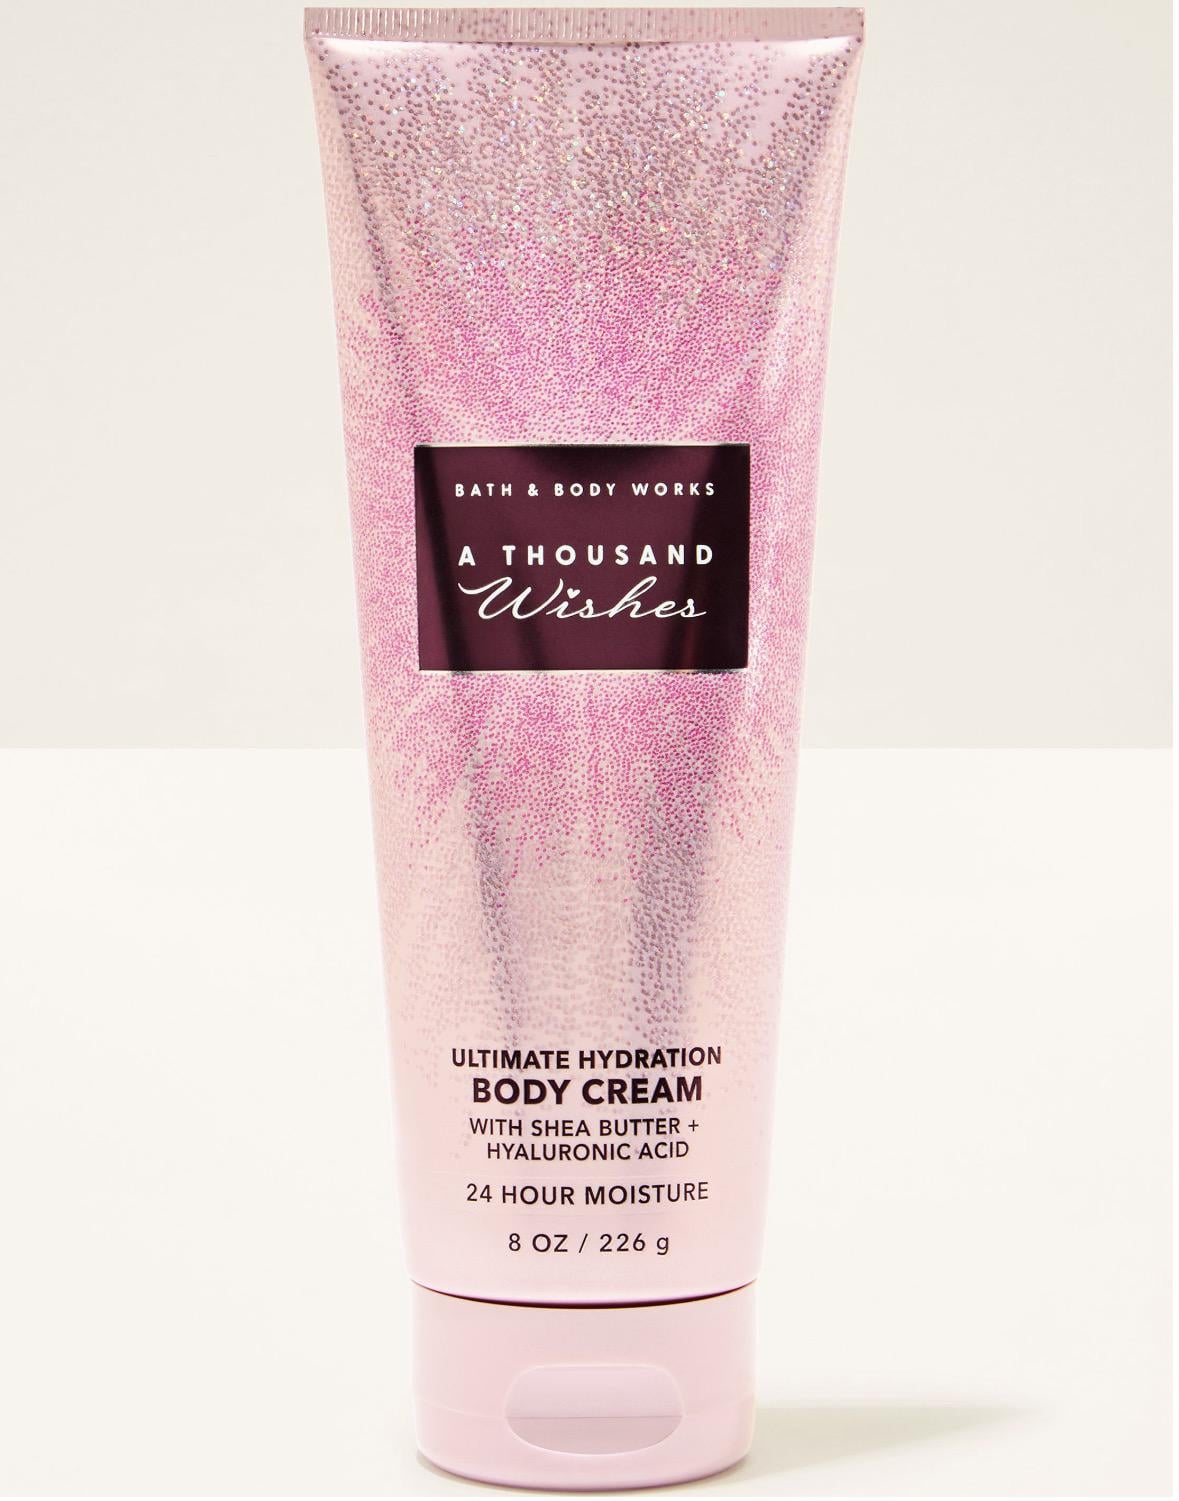 BATH & BODY WORKS
A THOUSAND
Wishes
ULTIMATE HYDRATION
BODY CREAM
WITH SHEA BUTTER +
HYALURONIC ACID
24 HOUR MOISTURE
8 OZ / 226 g